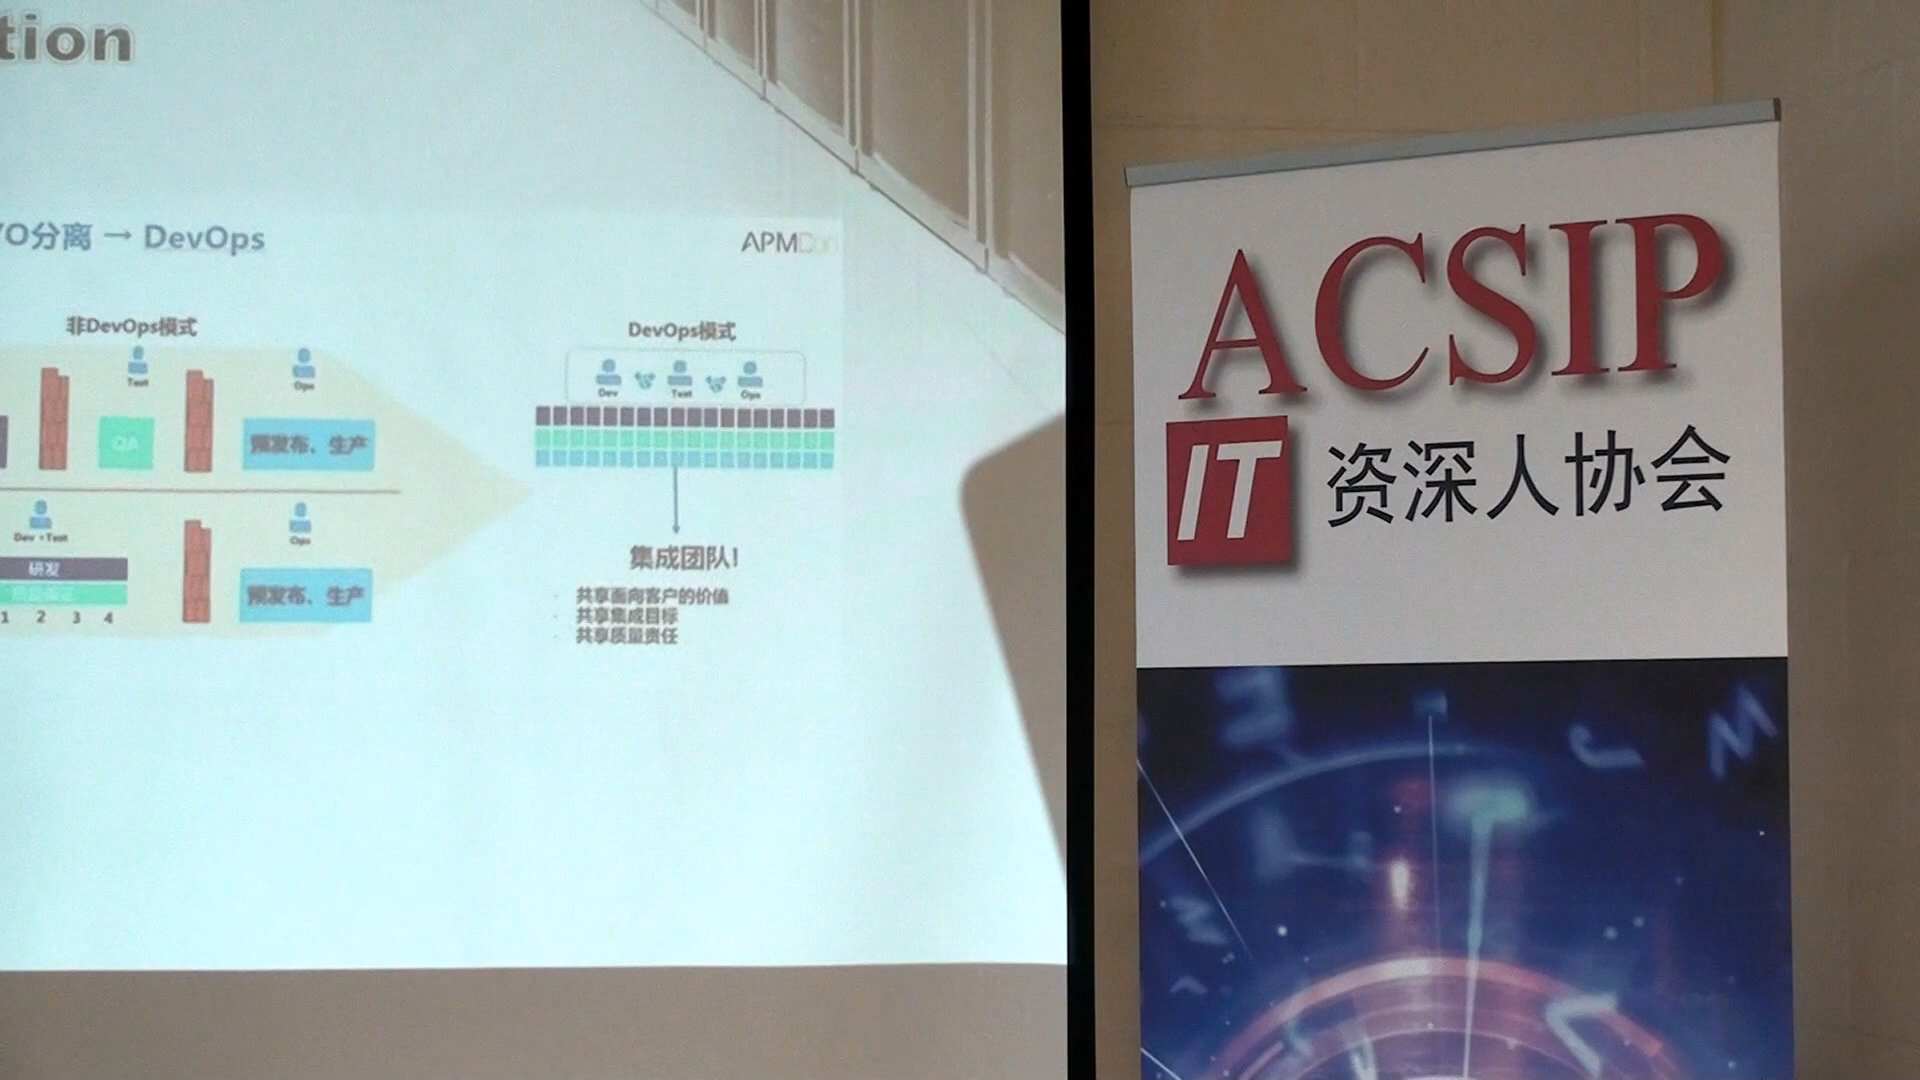 tion
/O分离 → DevOps
APMCon
非DevOps模式
Test
Ops
QA
预发布、生产
Dev+Test
Ops
研发
1 2 3 4
预发布、生产
DevOps模式
Dev Test Ops
集成团队!
共享面向客户的价值
共享集成目标
共享质量责任
ACSIP
IT 资深人协会